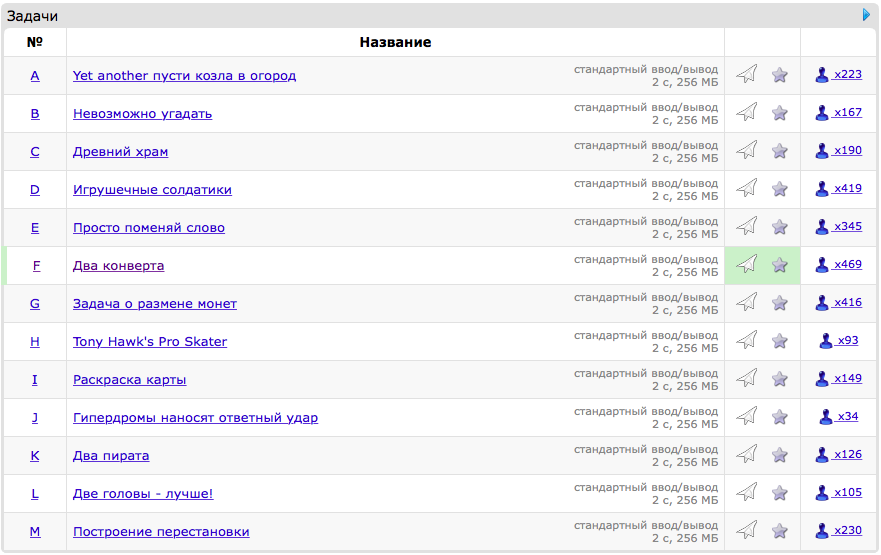 Задачи
№ Название
A Yet another пусти козла в огород стандартный ввод/вывод x223
2 с, 256 МБ
B Невозможно угадать стандартный ввод/вывод x167
2 с, 256 МБ
C Древний храм стандартный ввод/вывод x190
2 с, 256 МБ
D Игрушечные солдатики стандартный ввод/вывод x419
2 с, 256 МБ
E Просто поменяй слово стандартный ввод/вывод x345
2 с, 256 МБ
F Два конверта стандартный ввод/вывод x469
2 с, 256 МБ
G Задача о размене монет стандартный ввод/вывод x416
2 с, 256 МБ
H Tony Hawk's Pro Skater стандартный ввод/вывод x93
2 с, 256 МБ
I Раскраска карты стандартный ввод/вывод x149
2 с, 256 МБ
J Гипердромы наносят ответный удар стандартный ввод/вывод x34
2 с, 256 МБ
K Два пирата стандартный ввод/вывод x126
2 с, 256 МБ
L Две головы - лучше! стандартный ввод/вывод x105
2 с, 256 МБ
M Построение перестановки стандартный ввод/вывод x230
2 с, 256 МБ